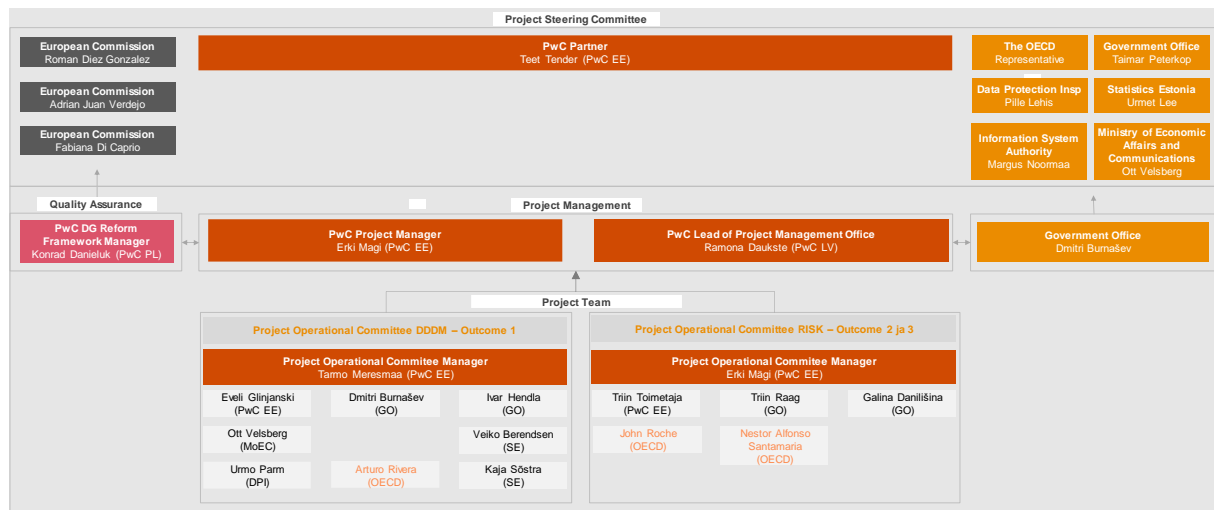 Project Steering Committee
European Commission
Roman Diez Gonzalez
European Commission
Adrian Juan Verdejo
European Commission
Fabiana Di Caprio
PwC Partner
Teet Tender (PwC EE)
The OECD
Representative
Government Office
Taimar Peterkop
Data Protection Insp
Pille Lehis
Statistics Estonia
Urmet Lee
Information System
Authority
Margus Noormaa
Ministry of Economic
Affairs and
Communications
Ott Velsberg
Quality Assurance
Project Management
PwC DG Reform
Framework Manager
Konrad Danieluk (PwC PL)
PwC Project Manager
Erki Magi (PwC EE)
PwC Lead of Project Management Office
Ramona Daukste (PwC LV)
Government Office
Dmitri Burnašev
Project Team
Project Operational Committee DDDM – Outcome 1
Project Operational Commitee Manager
Tarmo Meresmaa (PwC EE)
Eveli Glinjanski
(PwC EE)
Dmitri Burnašev
(GO)
Ivar Hendla
(GO)
Ott Velsberg
(MoEC)
Veiko Berendsen
(SE)
Urmo Parm
(DPI)
Arturo Rivera
(OECD)
Kaja Sõstra
(SE)
Project Operational Committee RISK – Outcome 2 ja 3
Project Operational Commitee Manager
Erki Mägi (PwC EE)
Triin Toimetaja
(PwC EE)
Triin Raag
(GO)
Galina Danilišina
(GO)
John Roche
(OECD)
Nestor Alfonso
Santamaria
(OECD)